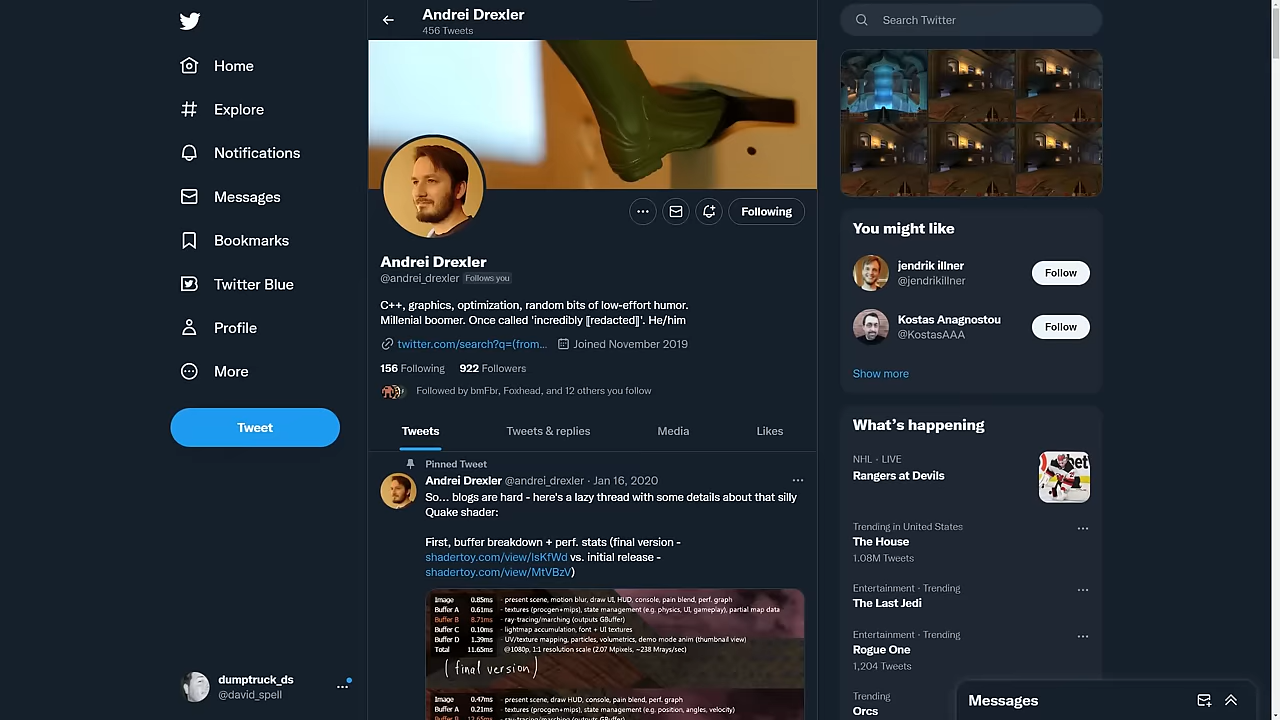 Home
Explore
Notifications
Messages
Bookmarks
Twitter Blue
Profile
More
Tweet
dumptruck_ds
@david_spell
Andrei Drexler
456 Tweets
Following
Andrei Drexler
@andrei_drexler Follows you
C++, graphics, optimization, random bits of low-effort humor.
Millenial boomer. Once called 'incredibly [[redacted]]'. He/him
twitter.com/search?q=(from... Joined November 2019
156 Following 922 Followers
Followed by bmFbr, Foxhead, and 12 others you follow
Tweets Tweets & replies Media Likes
Pinned Tweet
Andrei Drexler @andrei_drexler · Jan 16, 2020
So... blogs are hard - here's a lazy thread with some details about that silly
Quake shader:
First, buffer breakdown + perf. stats (final version -
shadertoy.com/view/lsKfWd vs. initial release -
shadertoy.com/view/MtVBzV)
Image 0.85ms - present scene, motion blur, draw UI, HUD, console, pain blend, perf. graph
Buffer A 0.61ms - textures (procgen+mips), state management (e.g. physics, UI, gameplay), partial map data
Buffer B 8.71ms - ray-tracing/marching (outputs GBuffer)
Buffer C 0.10ms - lightmap accumulation, font + UI textures
Buffer D 1.39ms - UV/texture mapping, particles, volumetrics, demo mode anim (thumbnail view)
Total 11.65ms @1080p, 1:1 resolution scale (2.07 Mpixels, ~238 Mrays/sec)
(final version)
Image 0.47ms - present scene, draw HUD, console, pain blend, perf. graph
Buffer A 0.21ms - textures (procgen+mips), state management (e.g. position, angles, velocity)
Search Twitter
You might like
jendrik illner
@jendrikillner
Follow
Kostas Anagnostou
@KostasAAA
Follow
Show more
What's happening
NHL · LIVE
Rangers at Devils
Trending in United States
The House
1.08M Tweets
Entertainment · Trending
The Last Jedi
Entertainment · Trending
Rogue One
1,204 Tweets
Trending
Orcs
Messages